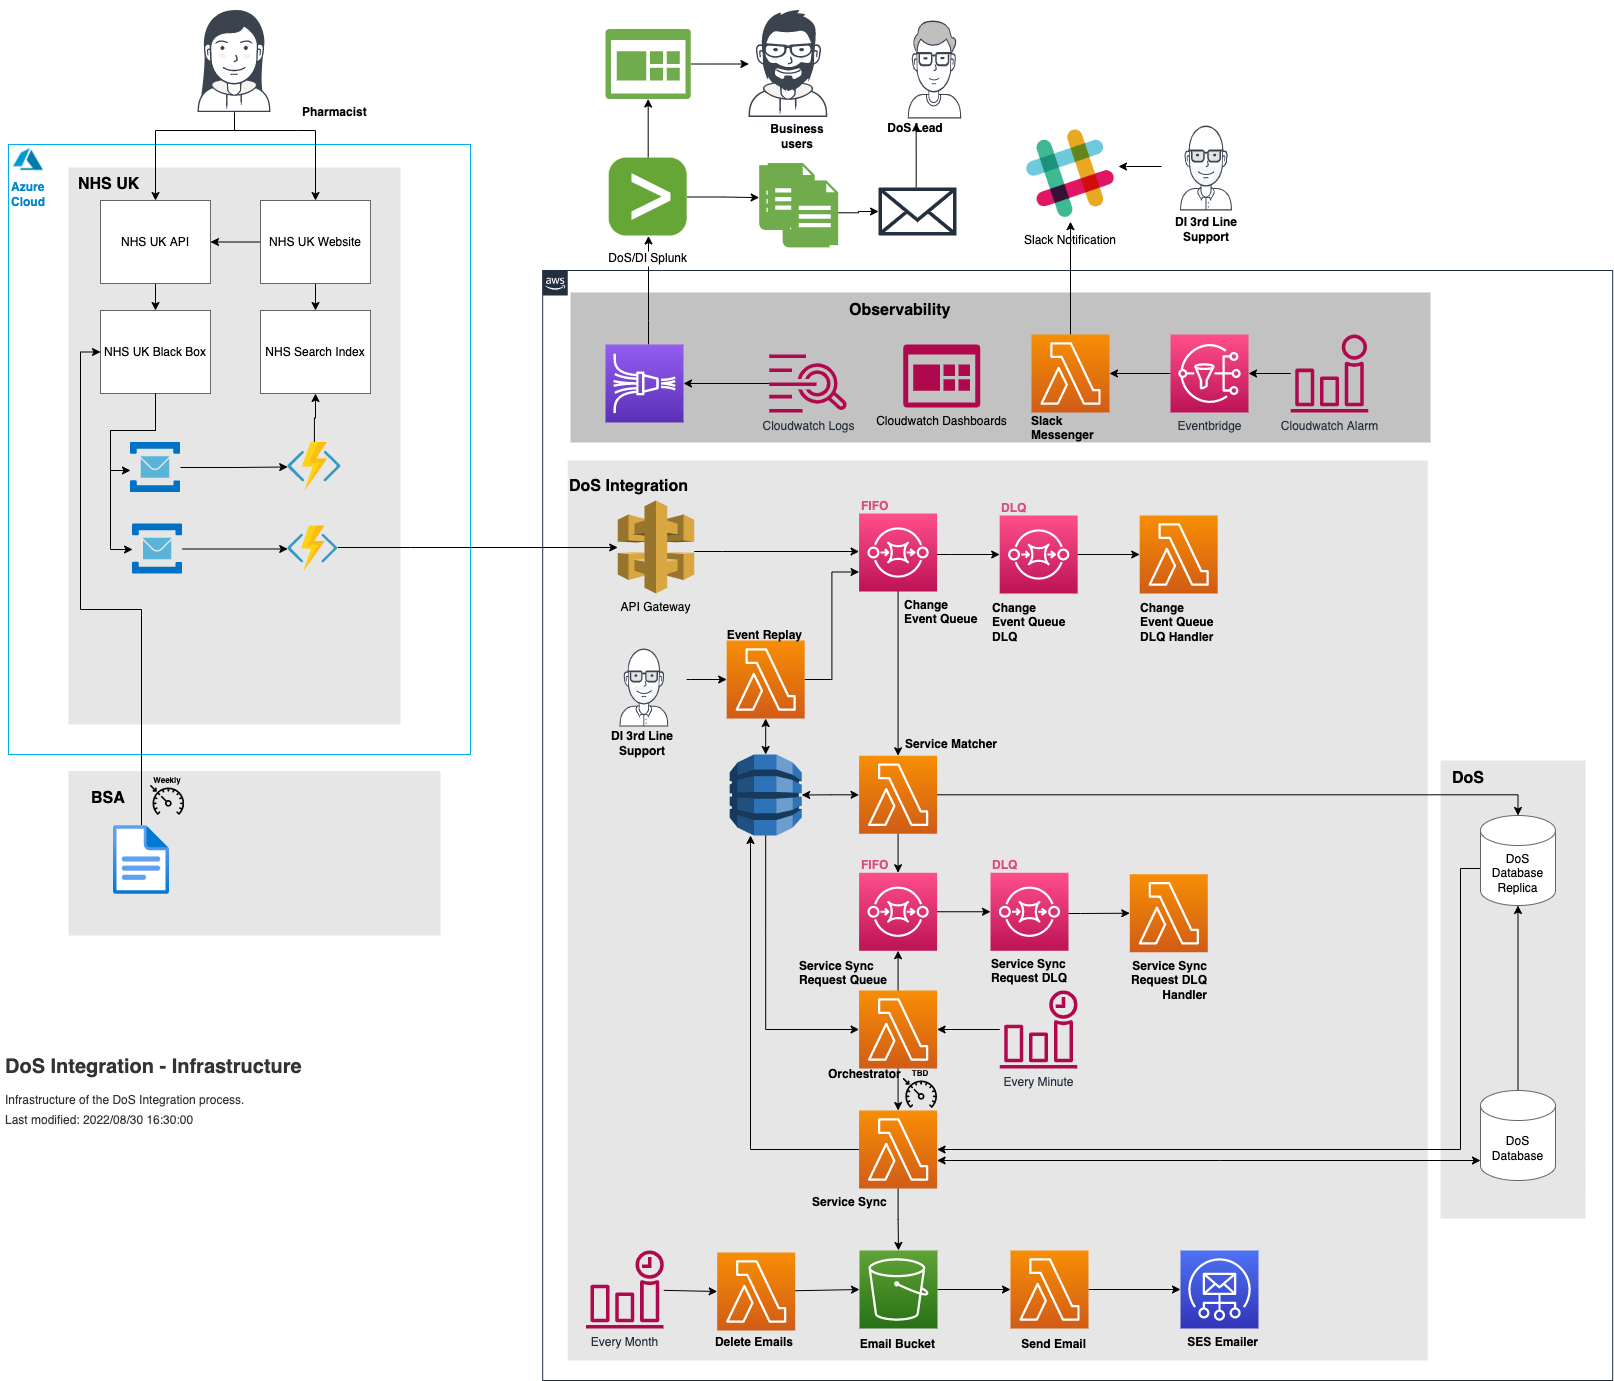 Pharmacist
Azure
Cloud
NHS UK
NHS UK API
NHS UK Website
NHS UK Black Box
NHS Search Index
BSA
Weekly
DoS Integration - Infrastructure
Infrastructure of the DoS Integration process.
Last modified: 2022/08/30 16:30:00
Business
users
DoS Lead
DoS/DI Splunk
Slack Notification
DI 3rd Line
Support
aws
Observability
Cloudwatch Logs
Cloudwatch Dashboards
Slack
Messenger
Eventbridge
Cloudwatch Alarm
DoS Integration
API Gateway
FIFO
Change
Event Queue
DLQ
Change
Event Queue
DLQ
Change
Event Queue
DLQ Handler
Event Replay
DI 3rd Line
Support
Service Matcher
FIFO
Service Sync
Request Queue
DLQ
Service Sync
Request DLQ
Service Sync
Request DLQ
Handler
Orchestrator
TBD
Every Minute
Service Sync
Every Month
Delete Emails
Email Bucket
Send Email
SES Emailer
DoS
DoS
Database
Replica
DoS
Database